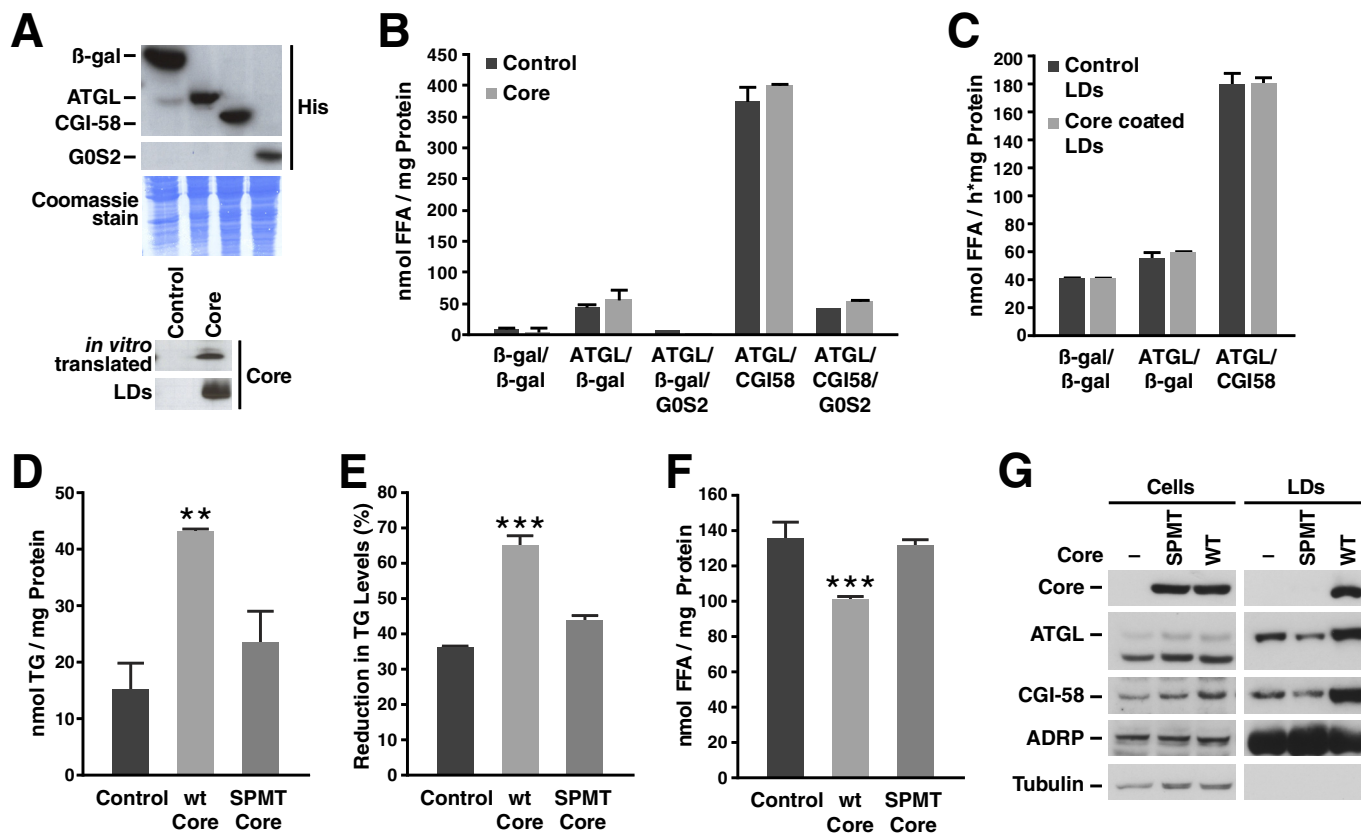 A
ß-gal
ATGL
CGI-58
G0S2
His
Coomassie
stain
Control
Core
in vitro
translated
LDs
Core
B
450
400
350
300
250
200
150
100
50
0
nmol FFA / mg Protein
Control
Core
ß-gal/
ß-gal
ATGL/
ß-gal
ATGL/
ß-gal/
G0S2
ATGL/
CGI58
ATGL/
CGI58/
G0S2
C
200
180
160
140
120
100
80
60
40
20
0
nmol FFA / h*mg Protein
Control
LDs
Core coated
LDs
ß-gal/
ß-gal
ATGL/
ß-gal
ATGL/
CGI58
D
50
40
30
20
10
0
nmol TG / mg Protein
**
Control
wt
Core
SPMT
Core
E
80
70
60
50
40
30
20
10
0
Reduction in TG Levels (%)
***
Control
wt
Core
SPMT
Core
F
160
140
120
100
80
60
40
20
0
nmol FFA / mg Protein
***
Control
wt
Core
SPMT
Core
G
Cells
LDs
Core
–
SPMT
WT
–
SPMT
WT
Core
ATGL
CGI-58
ADRP
Tubulin